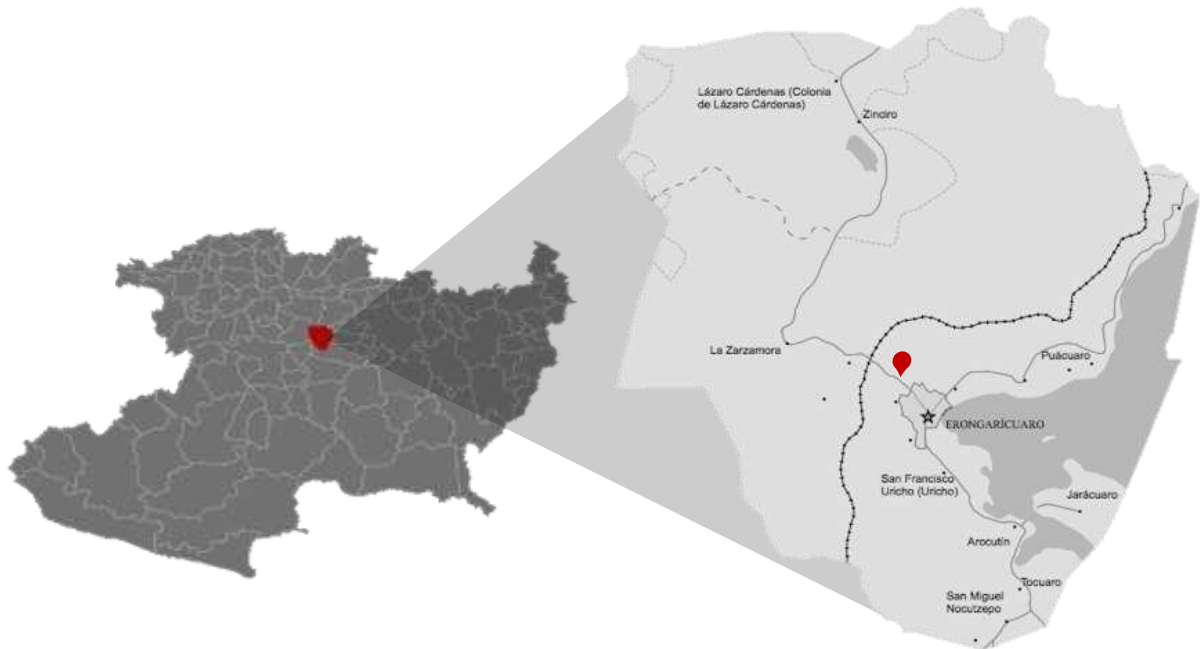 Lázaro Cárdenas (Colonia
de Lázaro Cárdenas)
Zinciro
La Zarzamora
Puácuaro
ERONGARÍCUARO
San Francisco
Uricho (Uricho)
Jarácuaro
Arocutín
Tocuaro
San Miguel
Nocutzepo